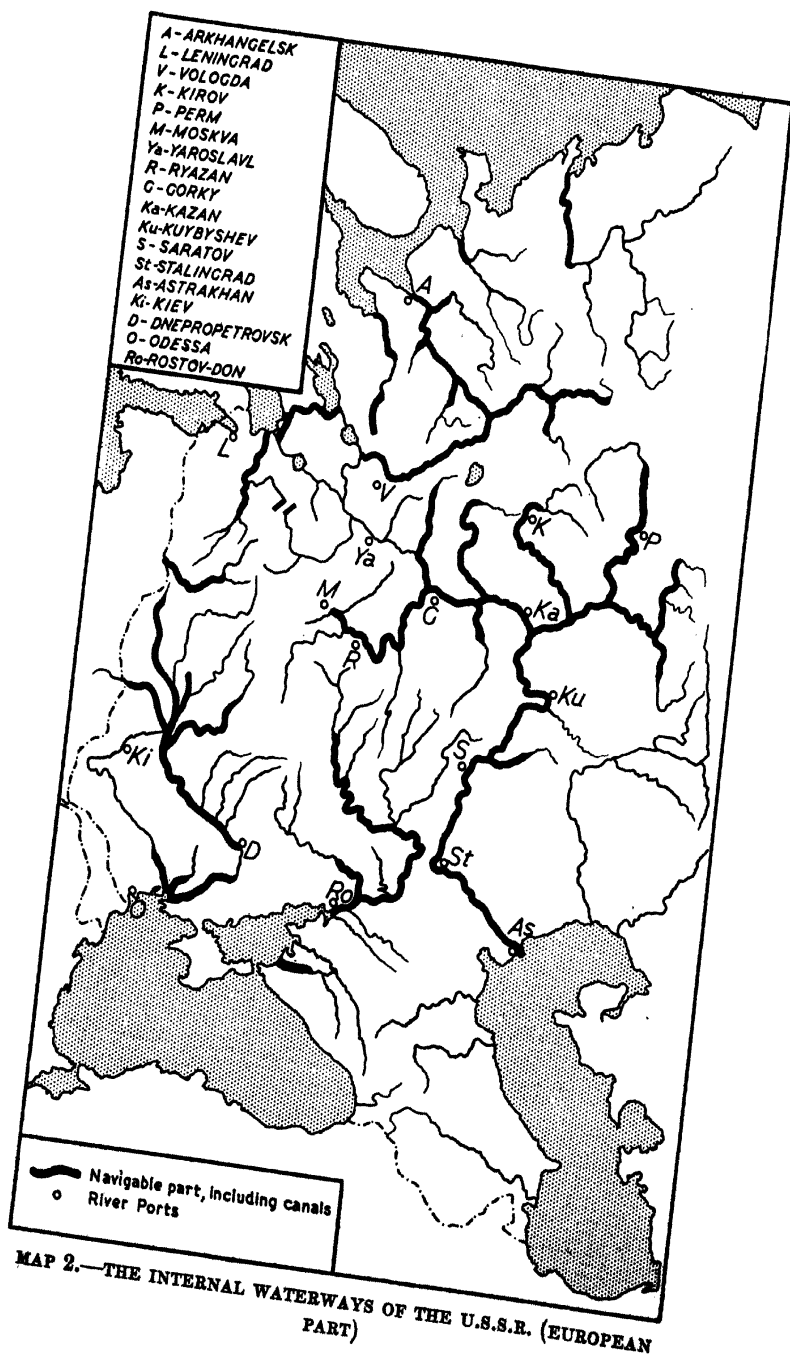 A-ARKHANGELSK
L-LENINGRAD
V-VOLOGDA
K-KIROV
P-PERM
M-MOSKVA
Ya-YAROSLAVL
R-RYAZAN
G-GORKY
Ka-KAZAN
Ku-KUYBYSHEV
S-SARATOV
St-STALINGRAD
As-ASTRAKHAN
Ki-KIEV
D-DNEPROPETROVSK
O-ODESSA
Ro-ROSTOV-DON
A
L
V
K
P
Ya
M
G
Ka
R
Ku
Ki
S
D
St
Ro
As
Navigable part, including canals
River Ports
MAP 2.—THE INTERNAL WATERWAYS OF THE U.S.S.R. (EUROPEAN
PART)